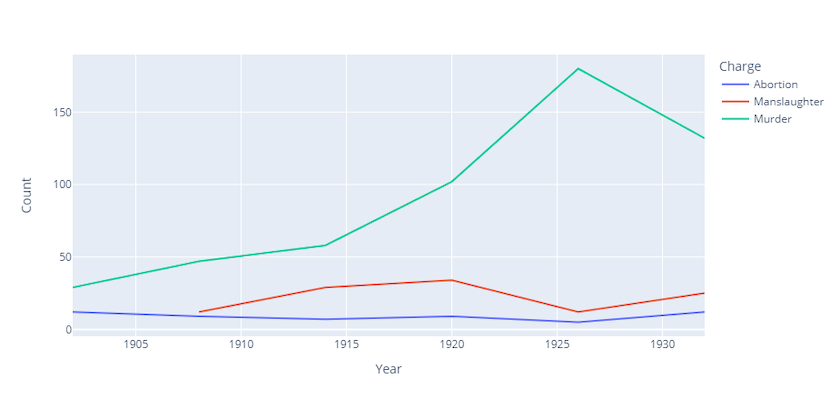 Charge
Abortion
Manslaughter
Murder
150
100
50
0
Count
1905 1910 1915 1920 1925 1930
Year